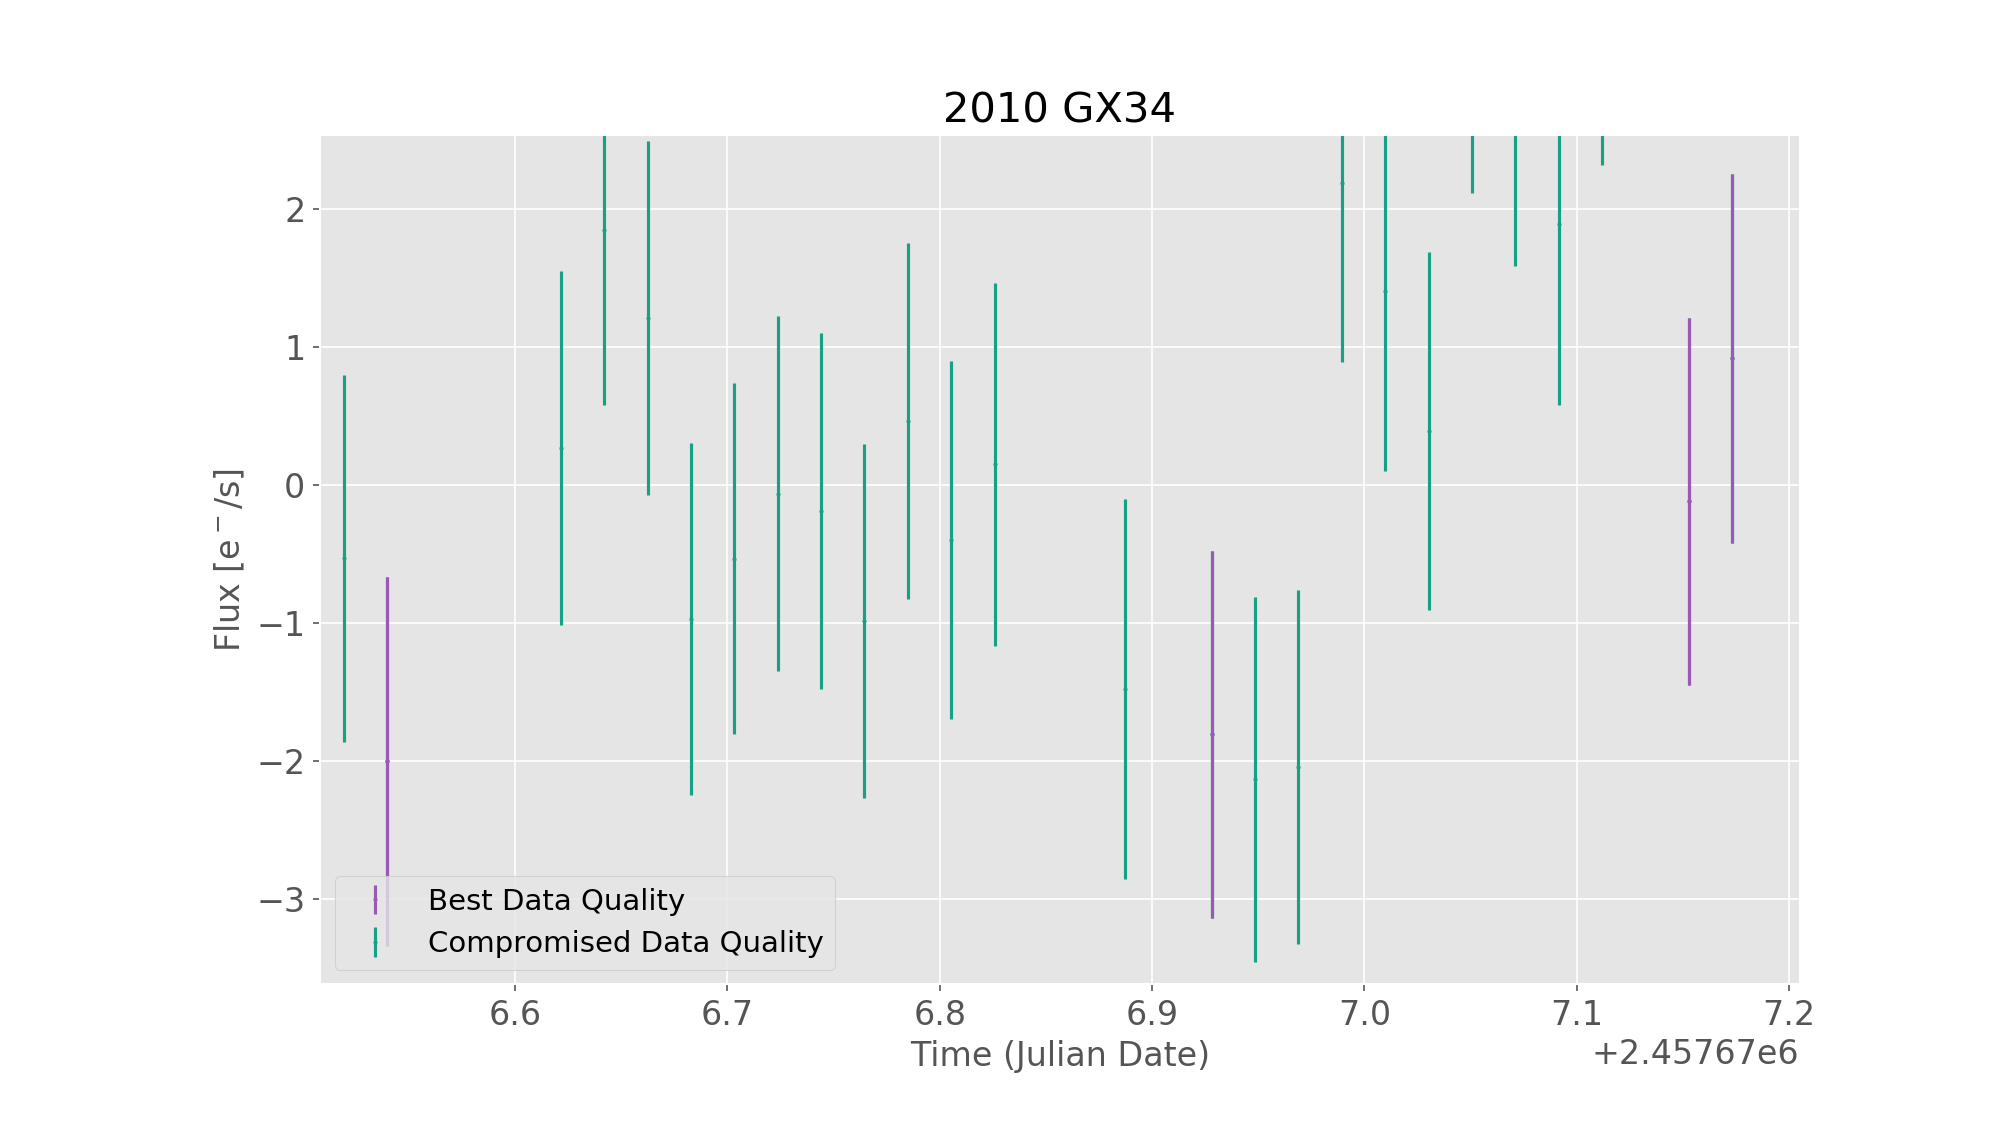 2010 GX34
2
1
0
−1
−2
−3
Flux [e⁻/s]
Best Data Quality
Compromised Data Quality
6.6 6.7 6.8 6.9 7.0 7.1 7.2
Time (Julian Date)
+2.45767e6